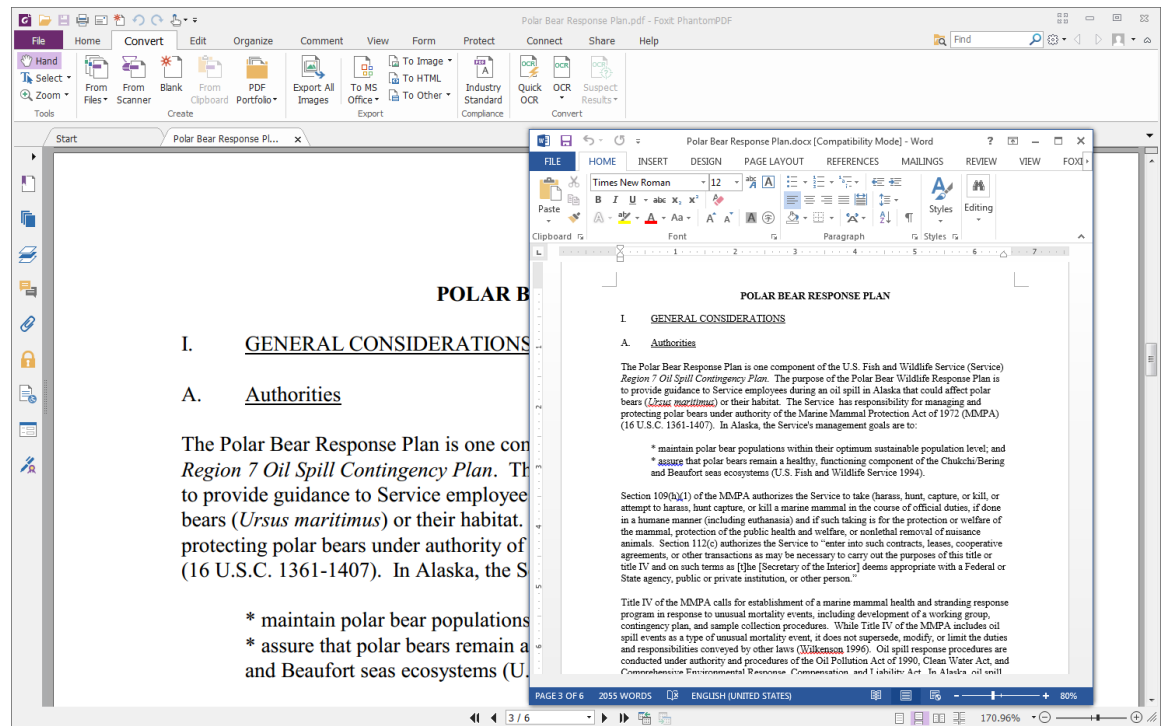 Polar Bear Response Plan.pdf - Foxit PhantomPDF
File Home Convert Edit Organize Comment View Form Protect Connect Share Help
Find
Hand
Select
Zoom
From Files
From Scanner
Blank
From Clipboard
PDF Portfolio
Export All Images
To MS Office
To Image
To HTML
To Other
Industry Standard
Quick OCR
OCR
Suspect Results
Tools Create Export Compliance Convert
Start
Polar Bear Response Pl...
POLAR B
I. GENERAL CONSIDERATIONS
A. Authorities
The Polar Bear Response Plan is one con
Region 7 Oil Spill Contingency Plan. Th
to provide guidance to Service employee
bears (Ursus maritimus) or their habitat.
protecting polar bears under authority of
(16 U.S.C. 1361-1407). In Alaska, the S
* maintain polar bear populations
* assure that polar bears remain a
and Beaufort seas ecosystems (U.
3 / 6
170.96%
Polar Bear Response Plan.docx [Compatibility Mode] - Word
FILE HOME INSERT DESIGN PAGE LAYOUT REFERENCES MAILINGS REVIEW VIEW FOXI
Paste
Times New Roman 12
Styles
Editing
Clipboard Font Paragraph Styles
1 2 3 4 5 6 7
POLAR BEAR RESPONSE PLAN
I. GENERAL CONSIDERATIONS
A. Authorities
The Polar Bear Response Plan is one component of the U.S. Fish and Wildlife Service (Service)
Region 7 Oil Spill Contingency Plan. The purpose of the Polar Bear Wildlife Response Plan is
to provide guidance to Service employees during an oil spill in Alaska that could affect polar
bears (Ursus maritimus) or their habitat. The Service has responsibility for managing and
protecting polar bears under authority of the Marine Mammal Protection Act of 1972 (MMPA)
(16 U.S.C. 1361-1407). In Alaska, the Service's management goals are to:
* maintain polar bear populations within their optimum sustainable population level; and
* assure that polar bears remain a healthy, functioning component of the Chukchi/Bering
and Beaufort seas ecosystems (U.S. Fish and Wildlife Service 1994).
Section 109(h)(1) of the MMPA authorizes the Service to take (harass, hunt, capture, or kill, or
attempt to harass, hunt capture, or kill a marine mammal in the course of official duties, if done
in a humane manner (including euthanasia) and if such taking is for the protection or welfare of
the mammal, protection of the public health and welfare, or nonlethal removal of nuisance
animals. Section 112(c) authorizes the Service to “enter into such contracts, leases, cooperative
agreements, or other transactions as may be necessary to carry out the purposes of this title or
title IV and on such terms as [t]he [Secretary of the Interior] deems appropriate with a Federal or
State agency, public or private institution, or other person.”
Title IV of the MMPA calls for establishment of a marine mammal health and stranding response
program in response to unusual mortality events, including development of a working group,
contingency plan, and sample collection procedures. While Title IV of the MMPA includes oil
spill events as a type of unusual mortality event, it does not supersede, modify, or limit the duties
and responsibilities conveyed by other laws (Wilkenson 1996). Oil spill response procedures are
conducted under authority and procedures of the Oil Pollution Act of 1990, Clean Water Act, and
Comprehensive Environmental Response, Compensation, and Liability Act. In Alaska, oil spill
PAGE 3 OF 6 2055 WORDS ENGLISH (UNITED STATES) 80%